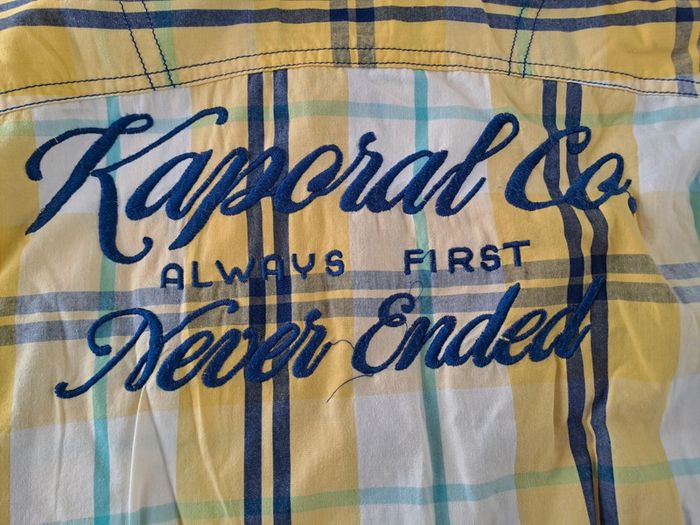 Kaporal Co.
ALWAYS FIRST
Never Ended